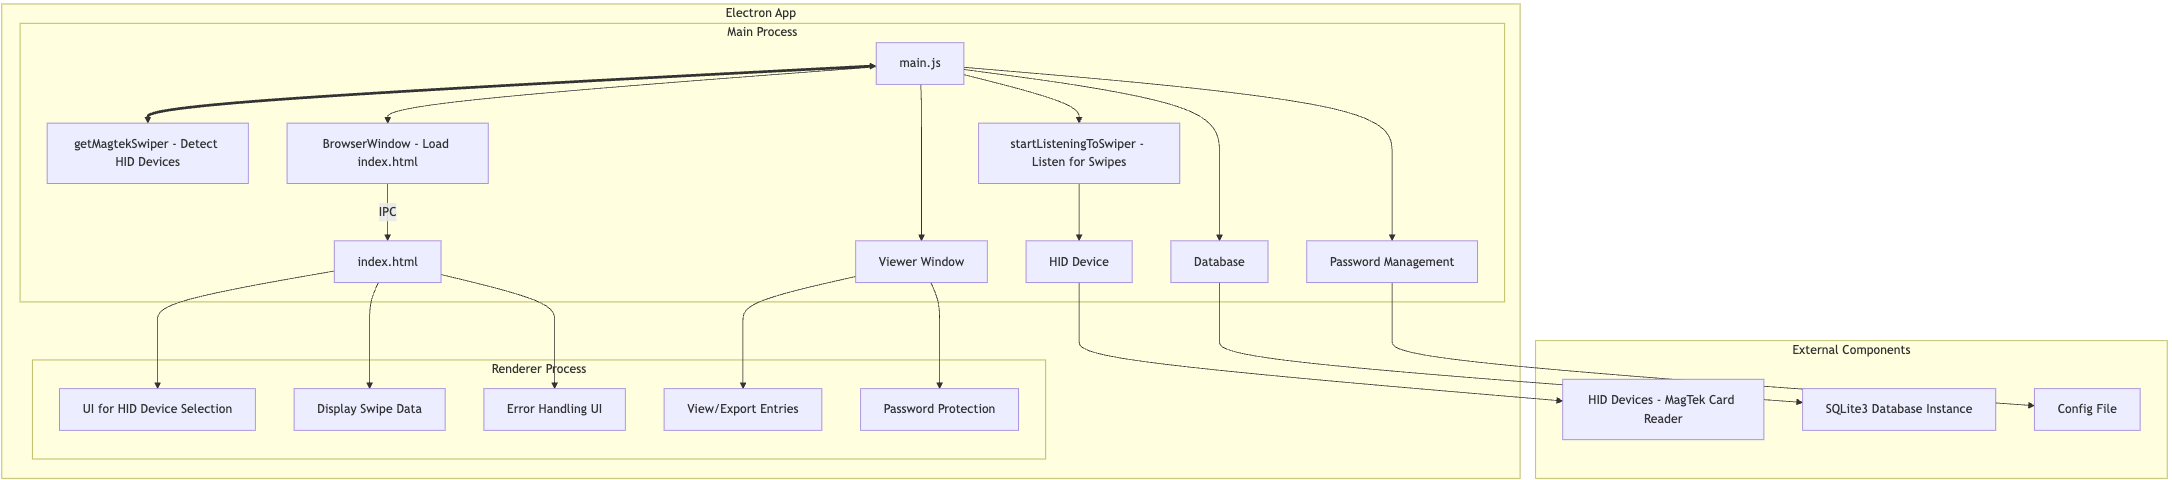 Electron App
Main Process
main.js
getMagtekSwiper - Detect
HID Devices
BrowserWindow - Load
index.html
startListeningToSwiper -
Listen for Swipes
IPC
index.html
Viewer Window
HID Device
Database
Password Management
External Components
Renderer Process
UI for HID Device Selection
Display Swipe Data
Error Handling UI
View/Export Entries
Password Protection
HID Devices - MagTek Card
Reader
SQLite3 Database Instance
Config File